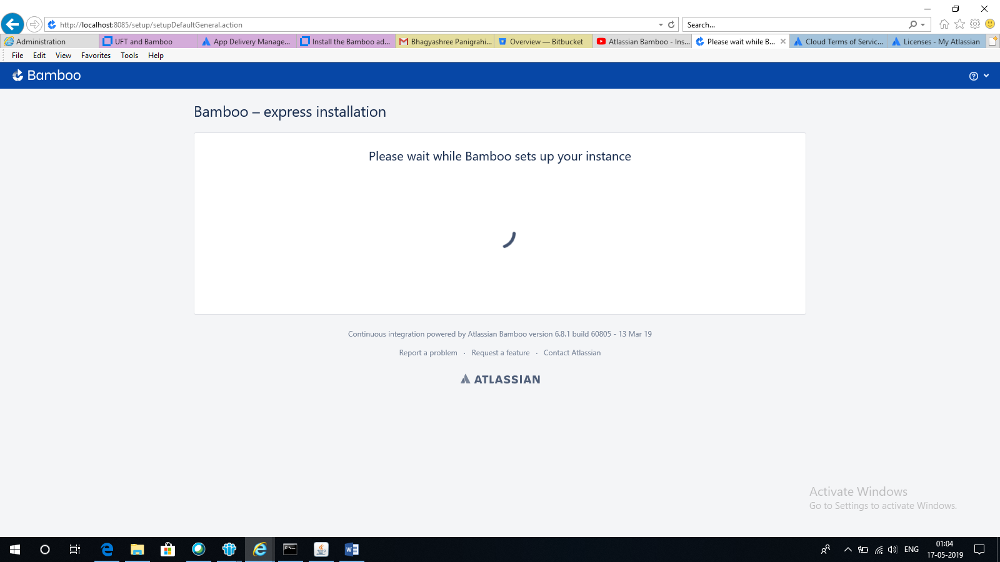 http://localhost:8085/setup/setupDefaultGeneral.action
Search...
Administration
UFT and Bamboo
App Delivery Manage...
Install the Bamboo ad...
Bhagyashree Panigrahi...
Overview — Bitbucket
Atlassian Bamboo - Ins...
Please wait while B...
Cloud Terms of Servic...
Licenses - My Atlassian
File Edit View Favorites Tools Help
Bamboo
Bamboo – express installation
Please wait while Bamboo sets up your instance
Continuous integration powered by Atlassian Bamboo version 6.8.1 build 60805 - 13 Mar 19
Report a problem · Request a feature · Contact Atlassian
ATLASSIAN
Activate Windows
Go to Settings to activate Windows.
ENG
01:04
17-05-2019